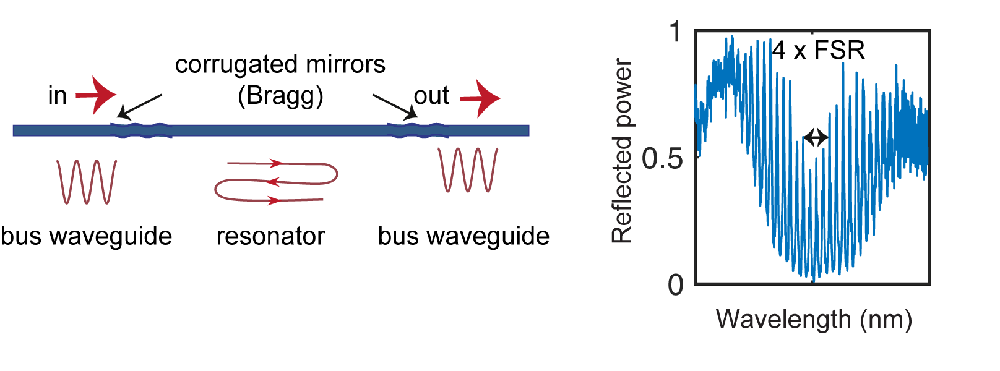 corrugated mirrors
(Bragg)
in
out
bus waveguide
resonator
bus waveguide
1
4 x FSR
0.5
0
Reflected power
Wavelength (nm)